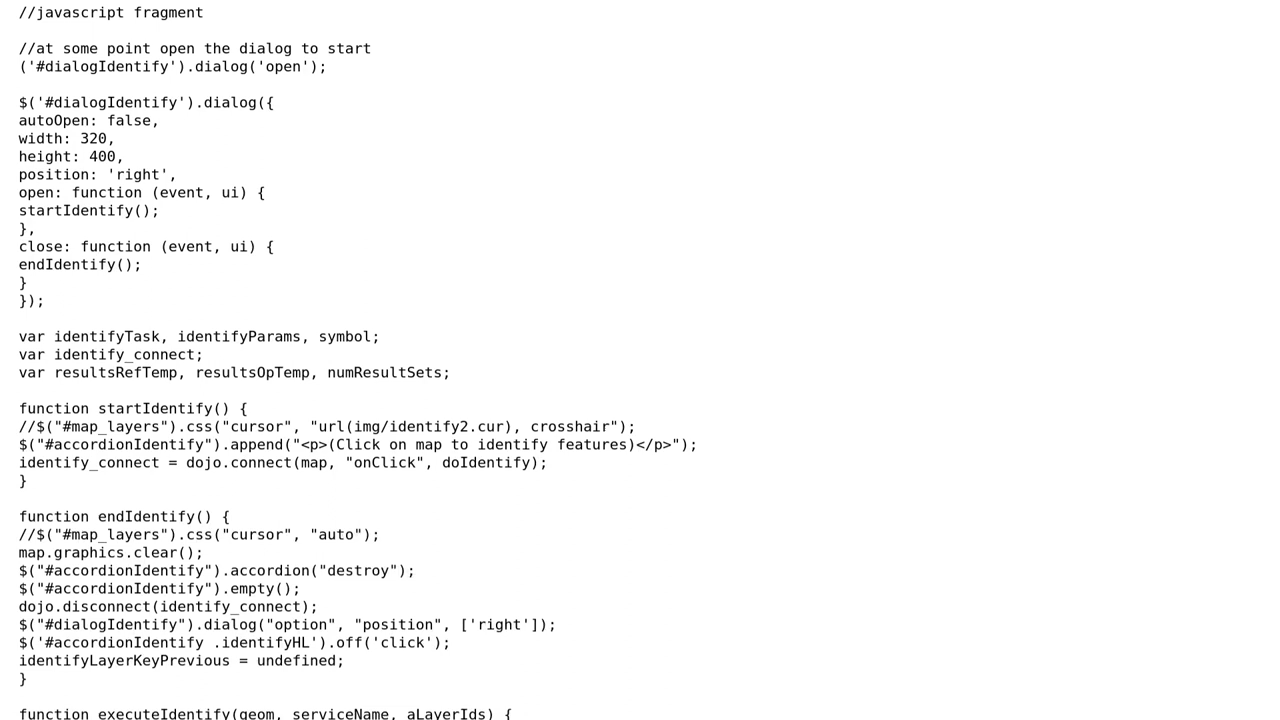 //javascript fragment

//at some point open the dialog to start
('#dialogIdentify').dialog('open');

$('#dialogIdentify').dialog({
autoOpen: false,
width: 320,
height: 400,
position: 'right',
open: function (event, ui) {
startIdentify();
},
close: function (event, ui) {
endIdentify();
}
});

var identifyTask, identifyParams, symbol;
var identify_connect;
var resultsRefTemp, resultsOpTemp, numResultSets;

function startIdentify() {
//$("#map_layers").css("cursor", "url(img/identify2.cur), crosshair");
$("#accordionIdentify").append("<p>(Click on map to identify features)</p>");
identify_connect = dojo.connect(map, "onClick", doIdentify);
}

function endIdentify() {
//$("#map_layers").css("cursor", "auto");
map.graphics.clear();
$("#accordionIdentify").accordion("destroy");
$("#accordionIdentify").empty();
dojo.disconnect(identify_connect);
$("#dialogIdentify").dialog("option", "position", ['right']);
$('#accordionIdentify .identifyHL').off('click');
identifyLayerKeyPrevious = undefined;
}

function executeIdentify(geom, serviceName, aLayerIds) {